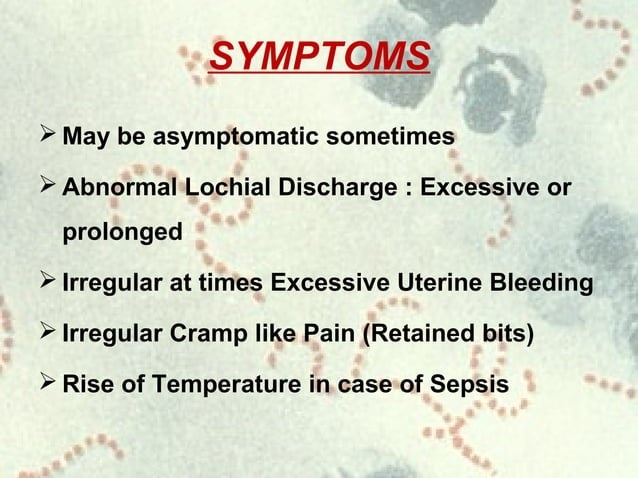 SYMPTOMS
➢ May be asymptomatic sometimes
➢ Abnormal Lochial Discharge : Excessive or
prolonged
➢ Irregular at times Excessive Uterine Bleeding
➢ Irregular Cramp like Pain (Retained bits)
➢ Rise of Temperature in case of Sepsis